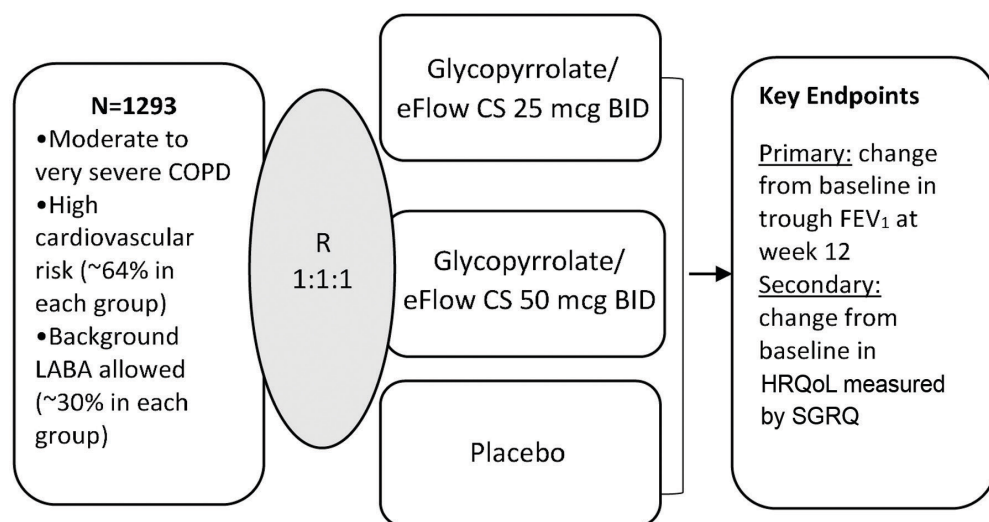 N=1293
•Moderate to
very severe COPD
•High
cardiovascular
risk (~64% in
each group)
•Background
LABA allowed
(~30% in each
group)
R
1:1:1
Glycopyrrolate/
eFlow CS 25 mcg BID
Glycopyrrolate/
eFlow CS 50 mcg BID
Placebo
Key Endpoints
Primary: change
from baseline in
trough FEV₁ at
week 12
Secondary:
change from
baseline in
HRQoL measured
by SGRQ